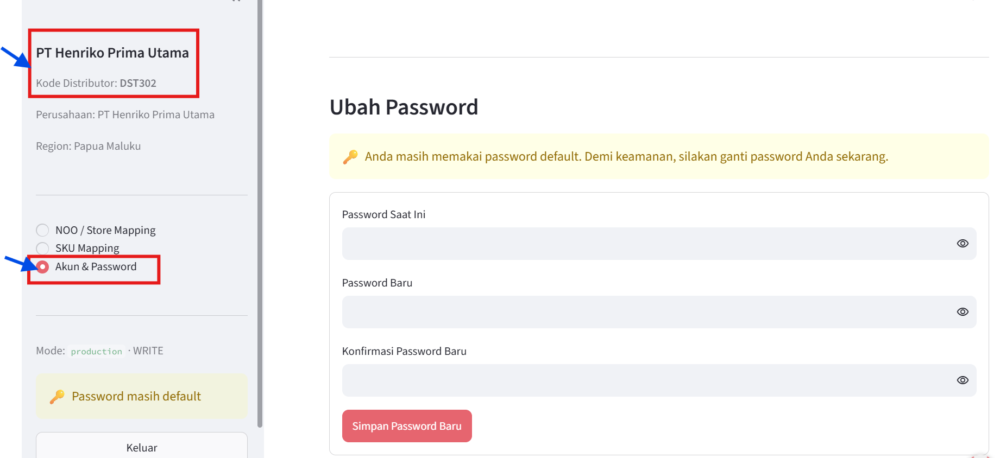 PT Henriko Prima Utama
Kode Distributor: DST302
Perusahaan: PT Henriko Prima Utama
Region: Papua Maluku
NOO / Store Mapping
SKU Mapping
Akun & Password
Mode: production · WRITE
🔑 Password masih default
Keluar
Ubah Password
🔑 Anda masih memakai password default. Demi keamanan, silakan ganti password Anda sekarang.
Password Saat Ini
Password Baru
Konfirmasi Password Baru
Simpan Password Baru